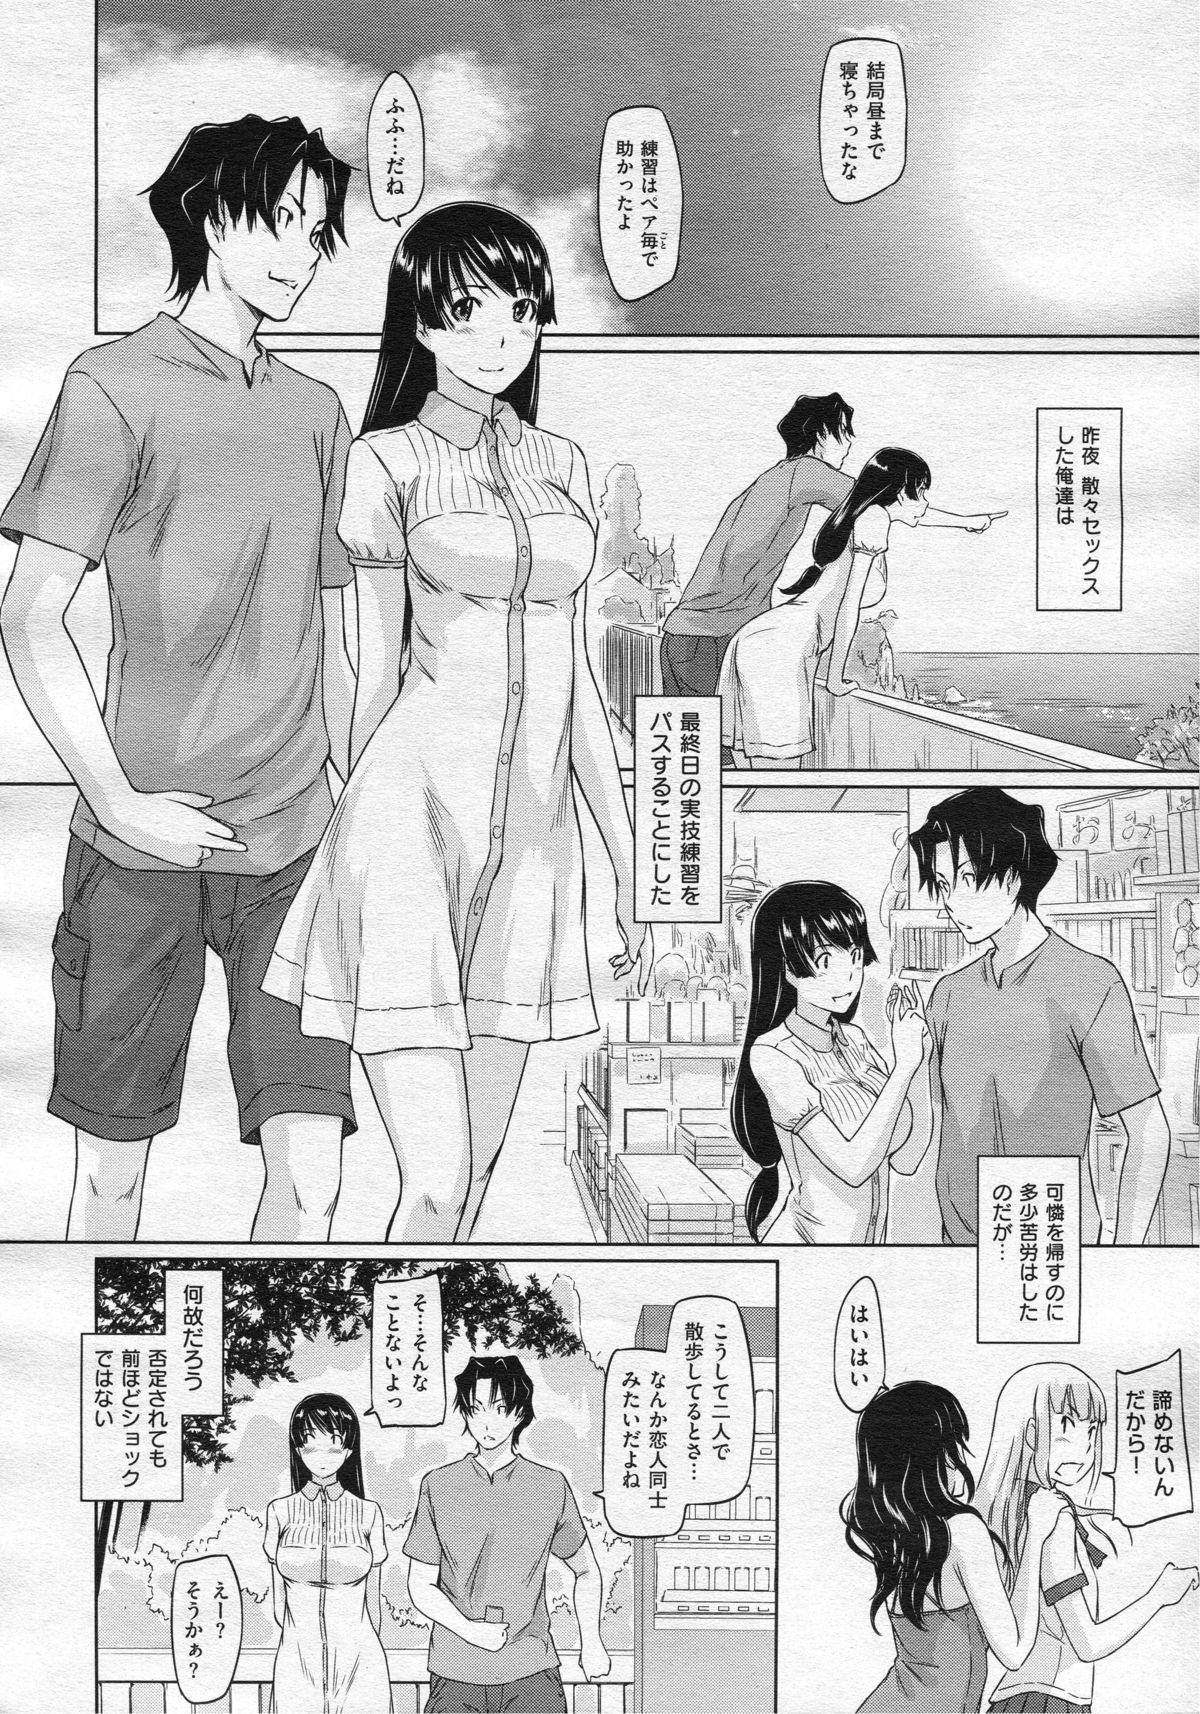 結局昼まで
寝ちゃったな
練習はペア毎で
ごと
助かったよ
ふふ…だね
昨夜 散々セックス
した俺達は
最終日の実技練習を
パスすることにした
可憐を帰すのに
多少苦労はした
のだが…
諦めないん
だから！
はいはい
こうして二人で
散歩してるとさ…
なんか恋人同士
みたいだよね
そ…そんな
ことないよっ
えー？
そうかぁ？
何故だろう
否定されても
前ほどショック
ではない